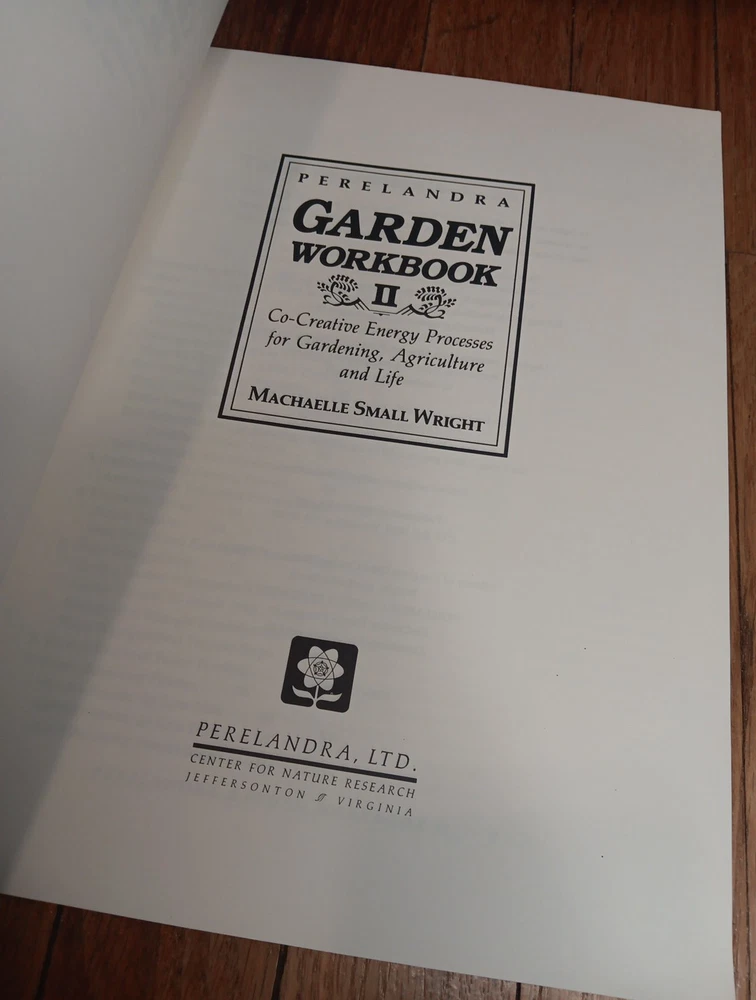 PERELANDRA
GARDEN
WORKBOOK
II
Co-Creative Energy Processes
for Gardening, Agriculture
and Life
MACHAELLE SMALL WRIGHT
PERELANDRA, LTD.
CENTER FOR NATURE RESEARCH
JEFFERSONTON VIRGINIA